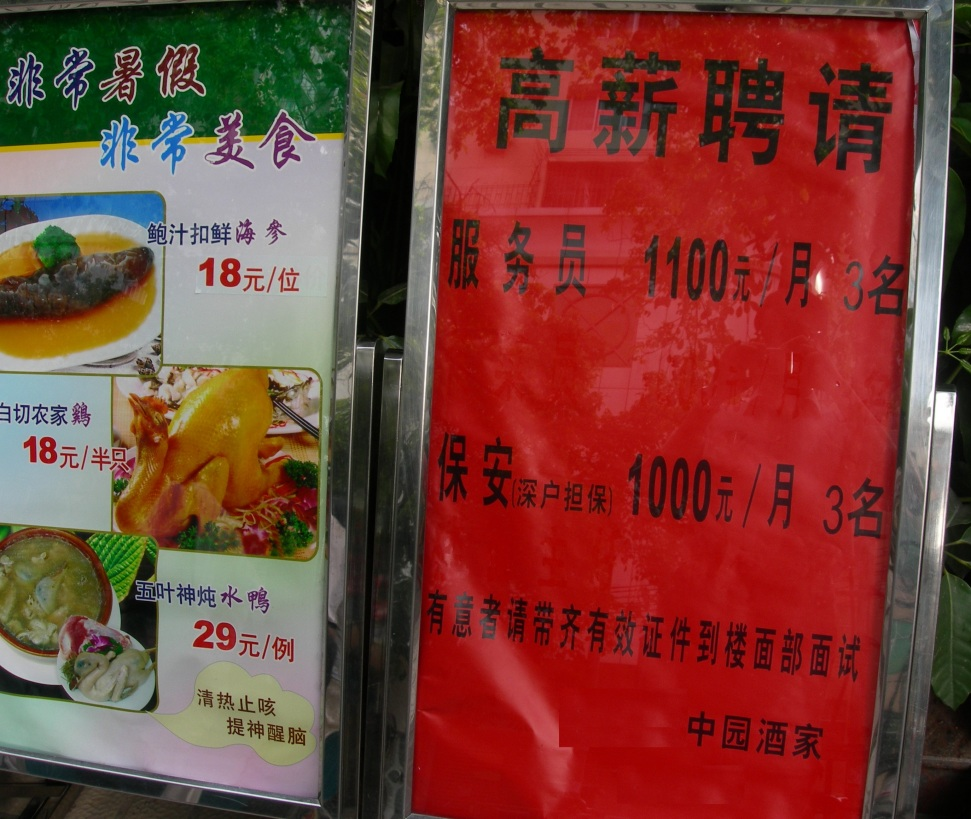 非常暑假
非常美食
鲍汁扣鲜海参
18元/位
白切农家鷄
18元/半只
五叶神炖水鴨
29元/例
清热止咳
提神醒脑
高薪聘请
服务员 1100元/月 3名
保安(深户担保) 1000元/月 3名
有意者请带齐有效证件到楼面部面试
中园酒家